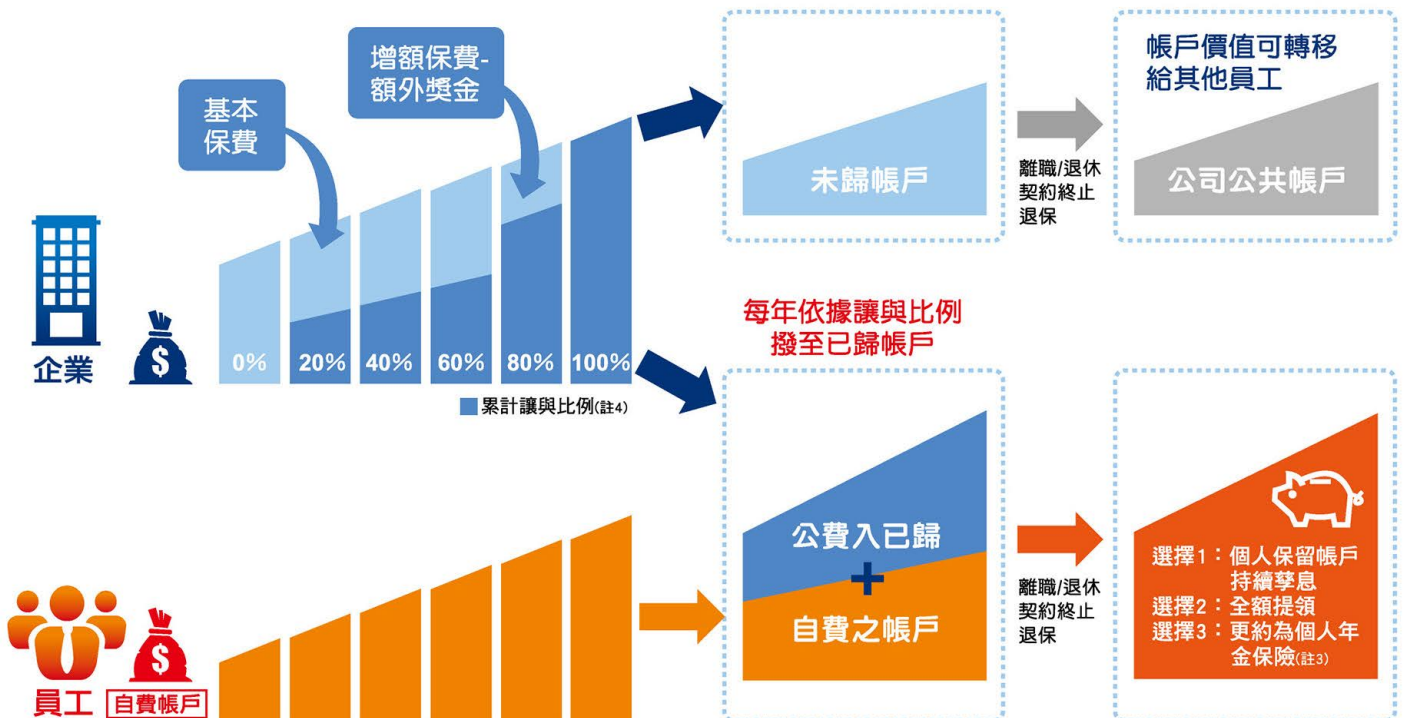 增額保費-
額外獎金
基本
保費
帳戶價值可轉移
給其他員工
未歸帳戶
離職/退休
契約終止
退保
公司公共帳戶
企業
$
0%
20%
40%
60%
80%
100%
累計讓與比例(註4)
每年依據讓與比例
撥至已歸帳戶
公費入已歸
+
自費之帳戶
離職/退休
契約終止
退保
選擇1：個人保留帳戶
持續孳息
選擇2：全額提領
選擇3：更約為個人年
金保險(註3)
$
員工
自費帳戶